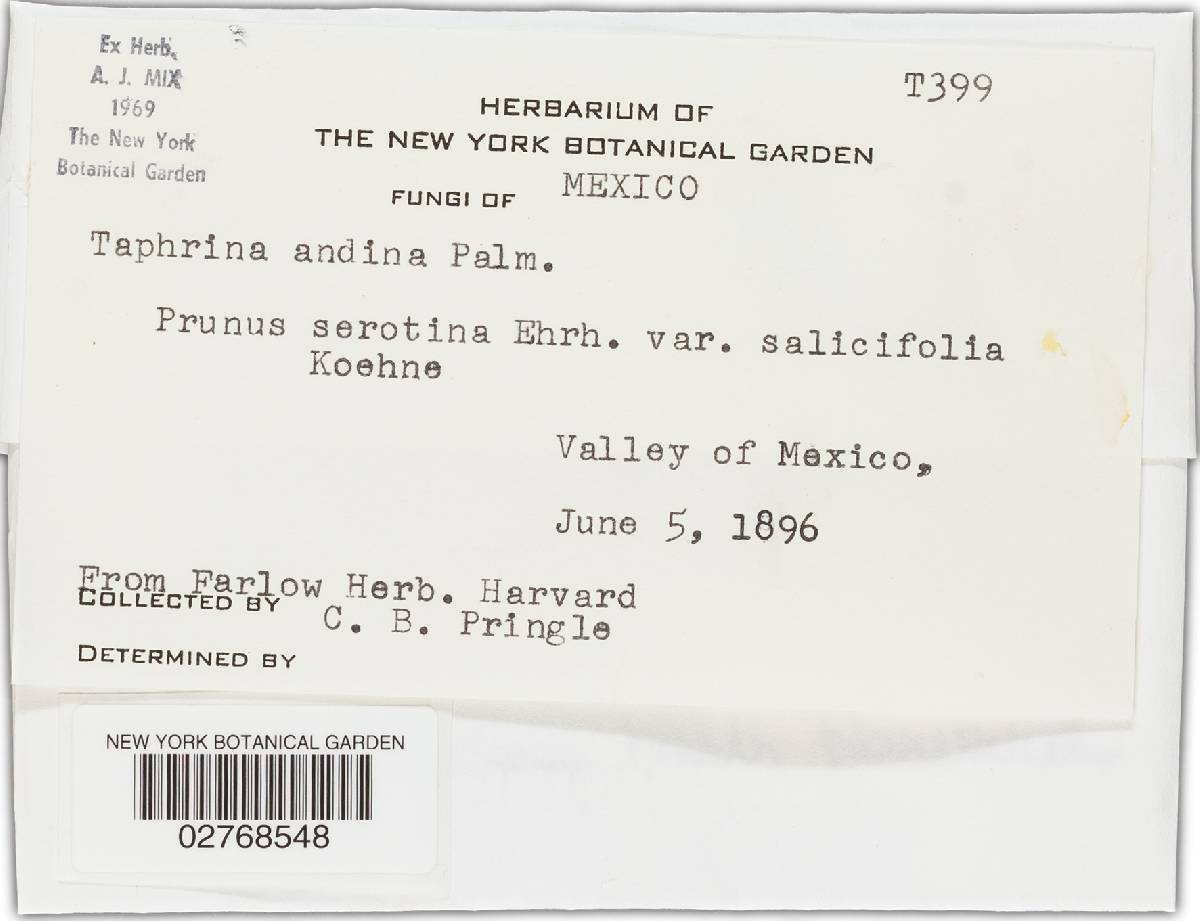 Ex Herb.
A. J. MIX
1969
The New York
Botanical Garden
T399
HERBARIUM OF
THE NEW YORK BOTANICAL GARDEN
FUNGI OF MEXICO
Taphrina andina Palm.
Prunus serotina Ehrh. var. salicifolia
Koehne
Valley of Mexico,
June 5, 1896
From Farlow Herb. Harvard
COLLECTED BY C. B. Pringle
DETERMINED BY
NEW YORK BOTANICAL GARDEN
02768548